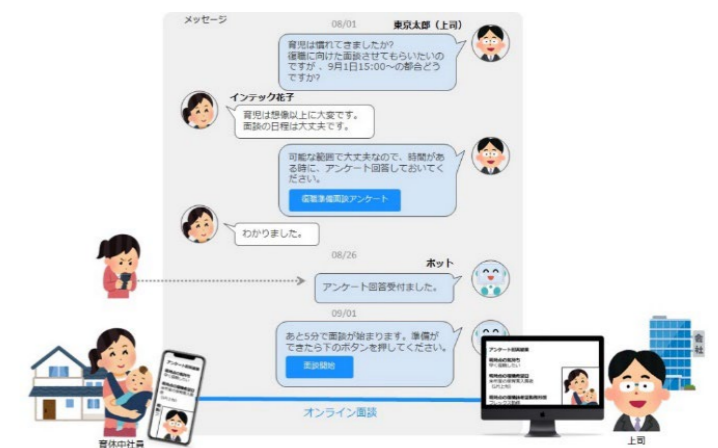 メッセージ
08/01
東京太郎（上司）
育児は慣れてきましたか?
復職に向けた面談させてもらいたいの
ですが、9月1日15:00～の都合どう
ですか?
インテック花子
育児は想像以上に大変です。
面談の日程は大丈夫です。
可能な範囲で大丈夫なので、時間があ
る時に、アンケート回答しておいてく
ださい。
復職準備面談アンケート
わかりました。
08/26
ボット
アンケート回答受付ました。
09/01
あと5分で面談が始まります。準備が
できたら下のボタンを押してください。
面談開始
オンライン面談
会社
育休中社員
上司